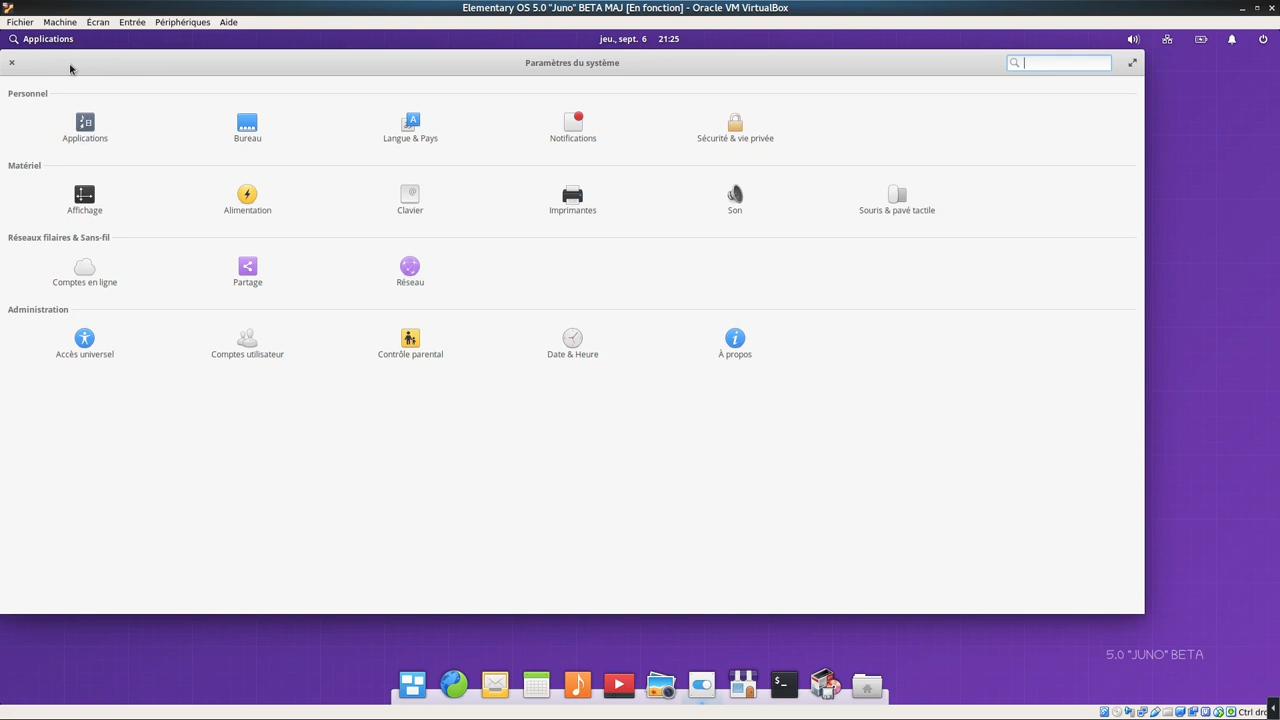 Elementary OS 5.0 "Juno" BETA MAJ [En fonction] - Oracle VM VirtualBox
Fichier Machine Écran Entrée Périphériques Aide
Applications jeu., sept. 6 21:25
Paramètres du système
Personnel
Applications Bureau Langue & Pays Notifications Sécurité & vie privée
Matériel
Affichage Alimentation Clavier Imprimantes Son Souris & pavé tactile
Réseaux filaires & Sans-fil
Comptes en ligne Partage Réseau
Administration
Accès universel Comptes utilisateur Contrôle parental Date & Heure À propos
5.0 "JUNO" BETA
Ctrl dro